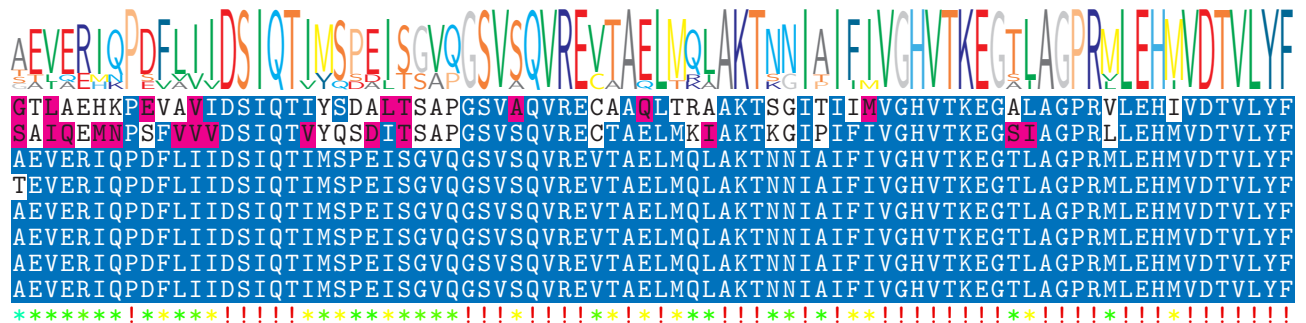 AEVERIQPDFLIIDSIQTIMSPEISGVQGSVSQVREVTAELMQLAKTNNIAIFIVGHVTKEGTLAGPRMLEHMVDTVLYF
GTLAEHKPEVAVIDSIQTIYSDALTSAPGSVAQVRECAAQLTRAAKTSGITIIMVGHVTKEGALAGPRVLEHIVDTVLYF
SAIQEMNPSFVVVDSIQTVYQSDITSAPGSVSQVRECTAELMKIAKTKGIPIFIVGHVTKEGSIAGPRLLEHMVDTVLYF
AEVERIQPDFLIIDSIQTIMSPEISGVQGSVSQVREVTAELMQLAKTNNIAIFIVGHVTKEGTLAGPRMLEHMVDTVLYF
TEVERIQPDFLIIDSIQTIMSPEISGVQGSVSQVREVTAELMQLAKTNNIAIFIVGHVTKEGTLAGPRMLEHMVDTVLYF
AEVERIQPDFLIIDSIQTIMSPEISGVQGSVSQVREVTAELMQLAKTNNIAIFIVGHVTKEGTLAGPRMLEHMVDTVLYF
AEVERIQPDFLIIDSIQTIMSPEISGVQGSVSQVREVTAELMQLAKTNNIAIFIVGHVTKEGTLAGPRMLEHMVDTVLYF
AEVERIQPDFLIIDSIQTIMSPEISGVQGSVSQVREVTAELMQLAKTNNIAIFIVGHVTKEGTLAGPRMLEHMVDTVLYF
AEVERIQPDFLIIDSIQTIMSPEISGVQGSVSQVREVTAELMQLAKTNNIAIFIVGHVTKEGTLAGPRMLEHMVDTVLYF
*******!*****!!!!!**********!!!*!!!!**!*!***!!!**!*!**!!!!!!!!**!!!!*!!!*!!!!!!!